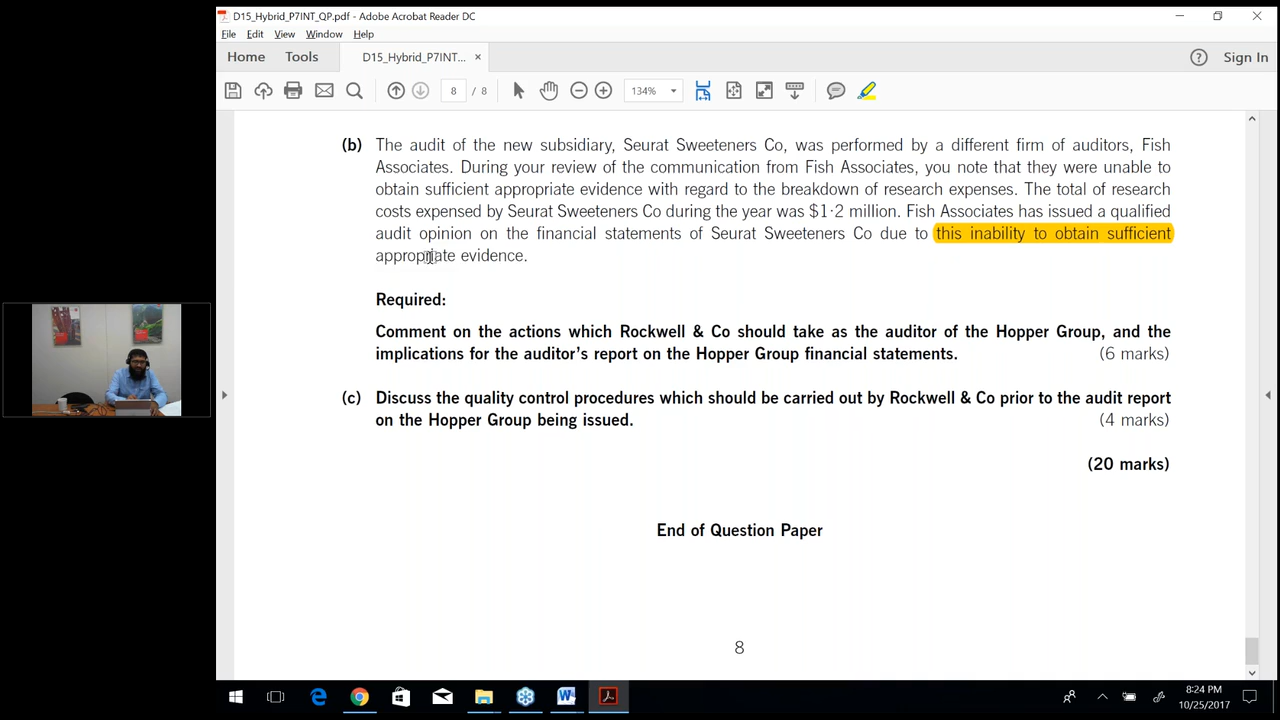 D15_Hybrid_P7INT_QP.pdf - Adobe Acrobat Reader DC
File Edit View Window Help
Home Tools D15_Hybrid_P7INT... × Sign In
8 / 8 134%
(b) The audit of the new subsidiary, Seurat Sweeteners Co, was performed by a different firm of auditors, Fish
Associates. During your review of the communication from Fish Associates, you note that they were unable to
obtain sufficient appropriate evidence with regard to the breakdown of research expenses. The total of research
costs expensed by Seurat Sweeteners Co during the year was $1·2 million. Fish Associates has issued a qualified
audit opinion on the financial statements of Seurat Sweeteners Co due to this inability to obtain sufficient
appropriate evidence.
Required:
Comment on the actions which Rockwell & Co should take as the auditor of the Hopper Group, and the
implications for the auditor's report on the Hopper Group financial statements. (6 marks)
(c) Discuss the quality control procedures which should be carried out by Rockwell & Co prior to the audit report
on the Hopper Group being issued. (4 marks)
(20 marks)
End of Question Paper
8
8:24 PM
10/25/2017